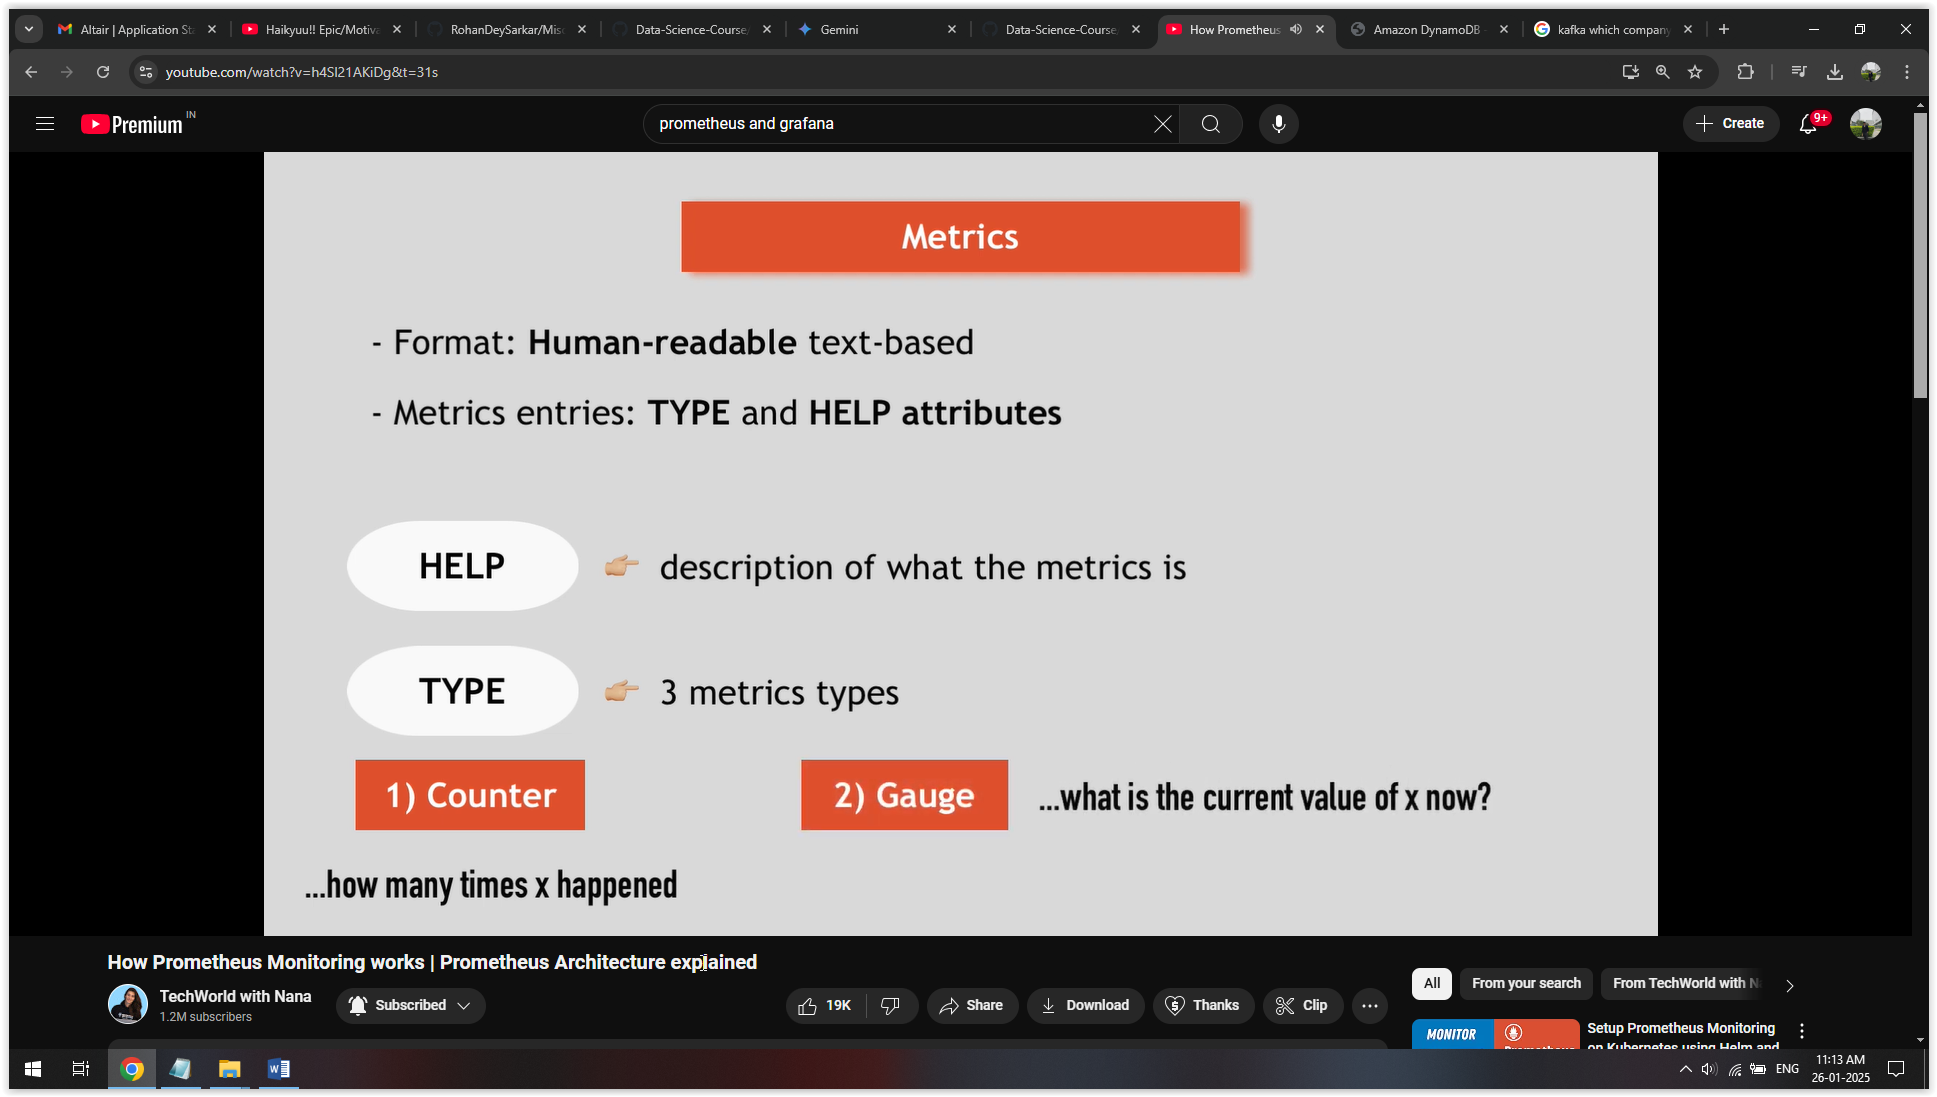 Altair | Application Sta
Haikyuu!! Epic/Motiva
RohanDeySarkar/Misc
Data-Science-Course/
Gemini
Data-Science-Course/
How Prometheus
Amazon DynamoDB
kafka which company
youtube.com/watch?v=h4Sl21AKiDg&t=31s
Premium IN
prometheus and grafana
Create
9+
Metrics
- Format: Human-readable text-based
- Metrics entries: TYPE and HELP attributes
HELP 👉🏼 description of what the metrics is
TYPE 👉🏼 3 metrics types
1) Counter
2) Gauge
...what is the current value of x now?
...how many times x happened
How Prometheus Monitoring works | Prometheus Architecture explained
TechWorld with Nana
1.2M subscribers
Subscribed
19K
Share
Download
Thanks
Clip
All
From your search
From TechWorld with Na
MONITOR
Setup Prometheus Monitoring
on Kubernetes using Helm and
ENG
11:13 AM
26-01-2025